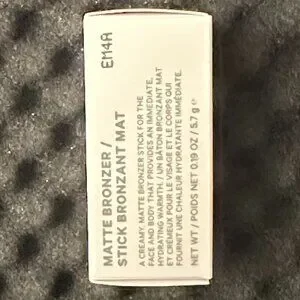 EM4A
MATTE BRONZER /
STICK BRONZANT MAT
A CREAMY, MATTE BRONZER STICK FOR THE
FACE AND BODY THAT PROVIDES AN IMMEDIATE,
HYDRATING WARMTH. / UN BÂTON BRONZANT MAT
ET CRÉMEUX POUR LE VISAGE ET LE CORPS QUI
FOURNIT UNE CHALEUR HYDRATANTE IMMÉDIATE.
NET WT / POIDS NET 0.19 OZ / 5.7 g e